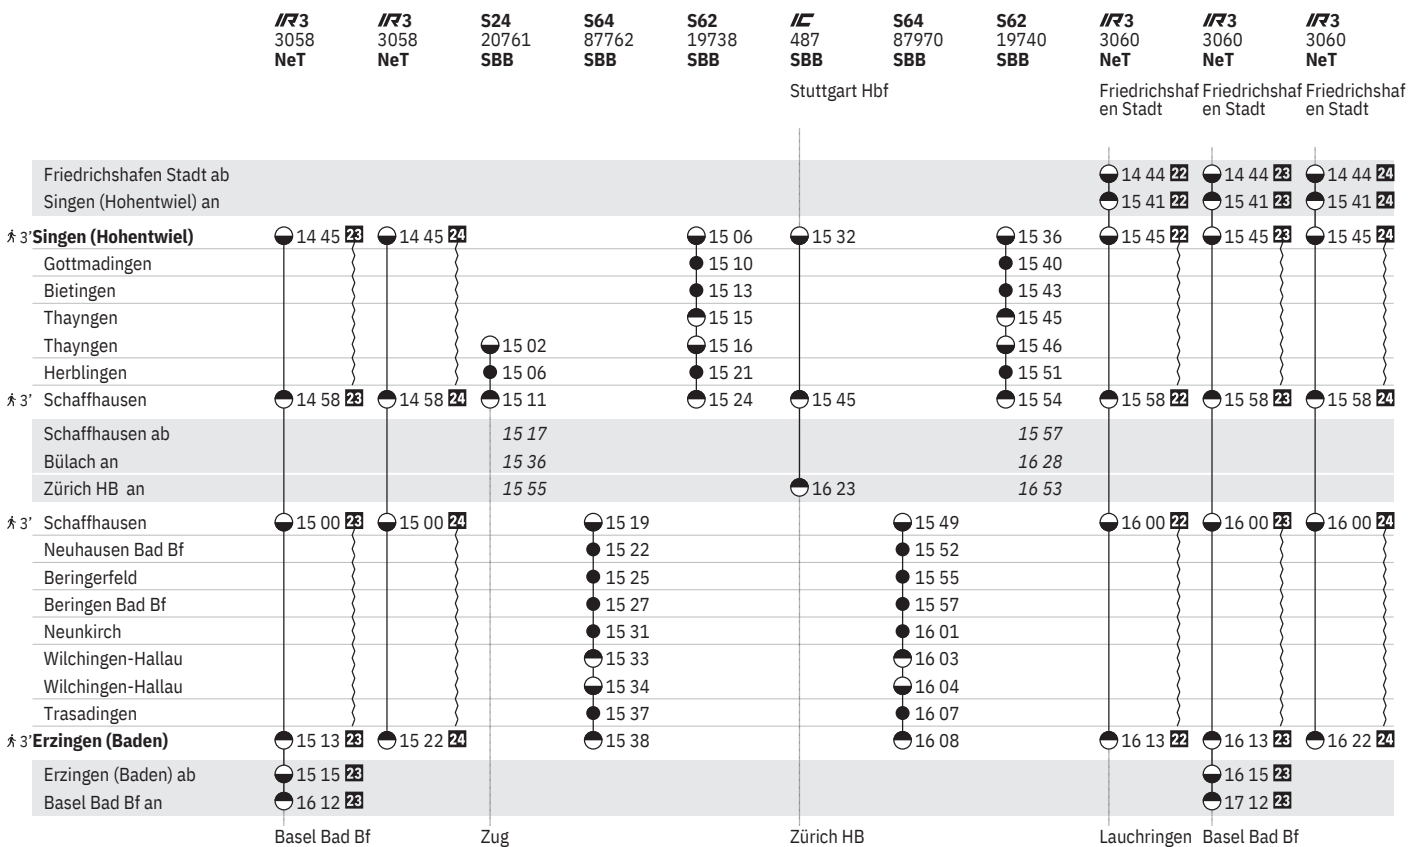 IR3 IR3 S24 S64 S62 IC S64 S62 IR3 IR3 IR3
3058 3058 20761 87762 19738 487 87970 19740 3060 3060 3060
NeT NeT SBB SBB SBB SBB SBB SBB NeT NeT NeT
Stuttgart Hbf Friedrichshaf Friedrichshaf Friedrichshaf
en Stadt en Stadt en Stadt
Friedrichshafen Stadt ab 14 44 22 14 44 23 14 44 24
Singen (Hohentwiel) an 15 41 22 15 41 23 15 41 24
3' Singen (Hohentwiel) 14 45 23 14 45 24 15 06 15 32 15 36 15 45 22 15 45 23 15 45 24
Gottmadingen 15 10 15 40
Bietingen 15 13 15 43
Thayngen 15 15 15 45
Thayngen 15 02 15 16 15 46
Herblingen 15 06 15 21 15 51
3' Schaffhausen 14 58 23 14 58 24 15 11 15 24 15 45 15 54 15 58 22 15 58 23 15 58 24
Schaffhausen ab 15 17 15 57
Bülach an 15 36 16 28
Zürich HB an 15 55 16 23 16 53
3' Schaffhausen 15 00 23 15 00 24 15 19 15 49 16 00 22 16 00 23 16 00 24
Neuhausen Bad Bf 15 22 15 52
Beringerfeld 15 25 15 55
Beringen Bad Bf 15 27 15 57
Neunkirch 15 31 16 01
Wilchingen-Hallau 15 33 16 03
Wilchingen-Hallau 15 34 16 04
Trasadingen 15 37 16 07
3' Erzingen (Baden) 15 13 23 15 22 24 15 38 16 08 16 13 22 16 13 23 16 22 24
Erzingen (Baden) ab 15 15 23 16 15 23
Basel Bad Bf an 16 12 23 17 12 23
Basel Bad Bf Zug Zürich HB Lauchringen Basel Bad Bf